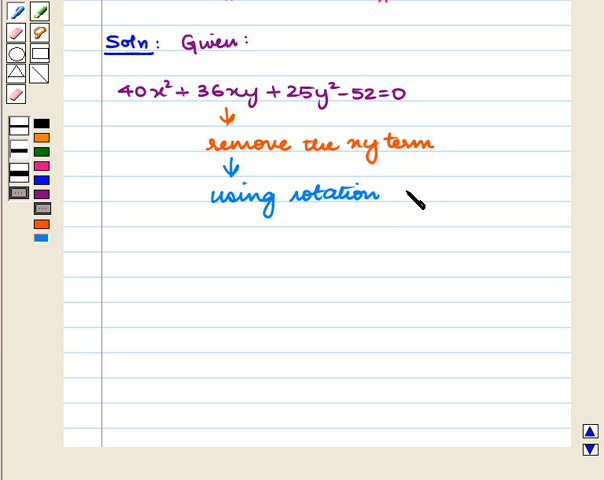 Soln: Given:
40x² + 36xy + 25y² - 52 = 0
remove the xy term
using rotation